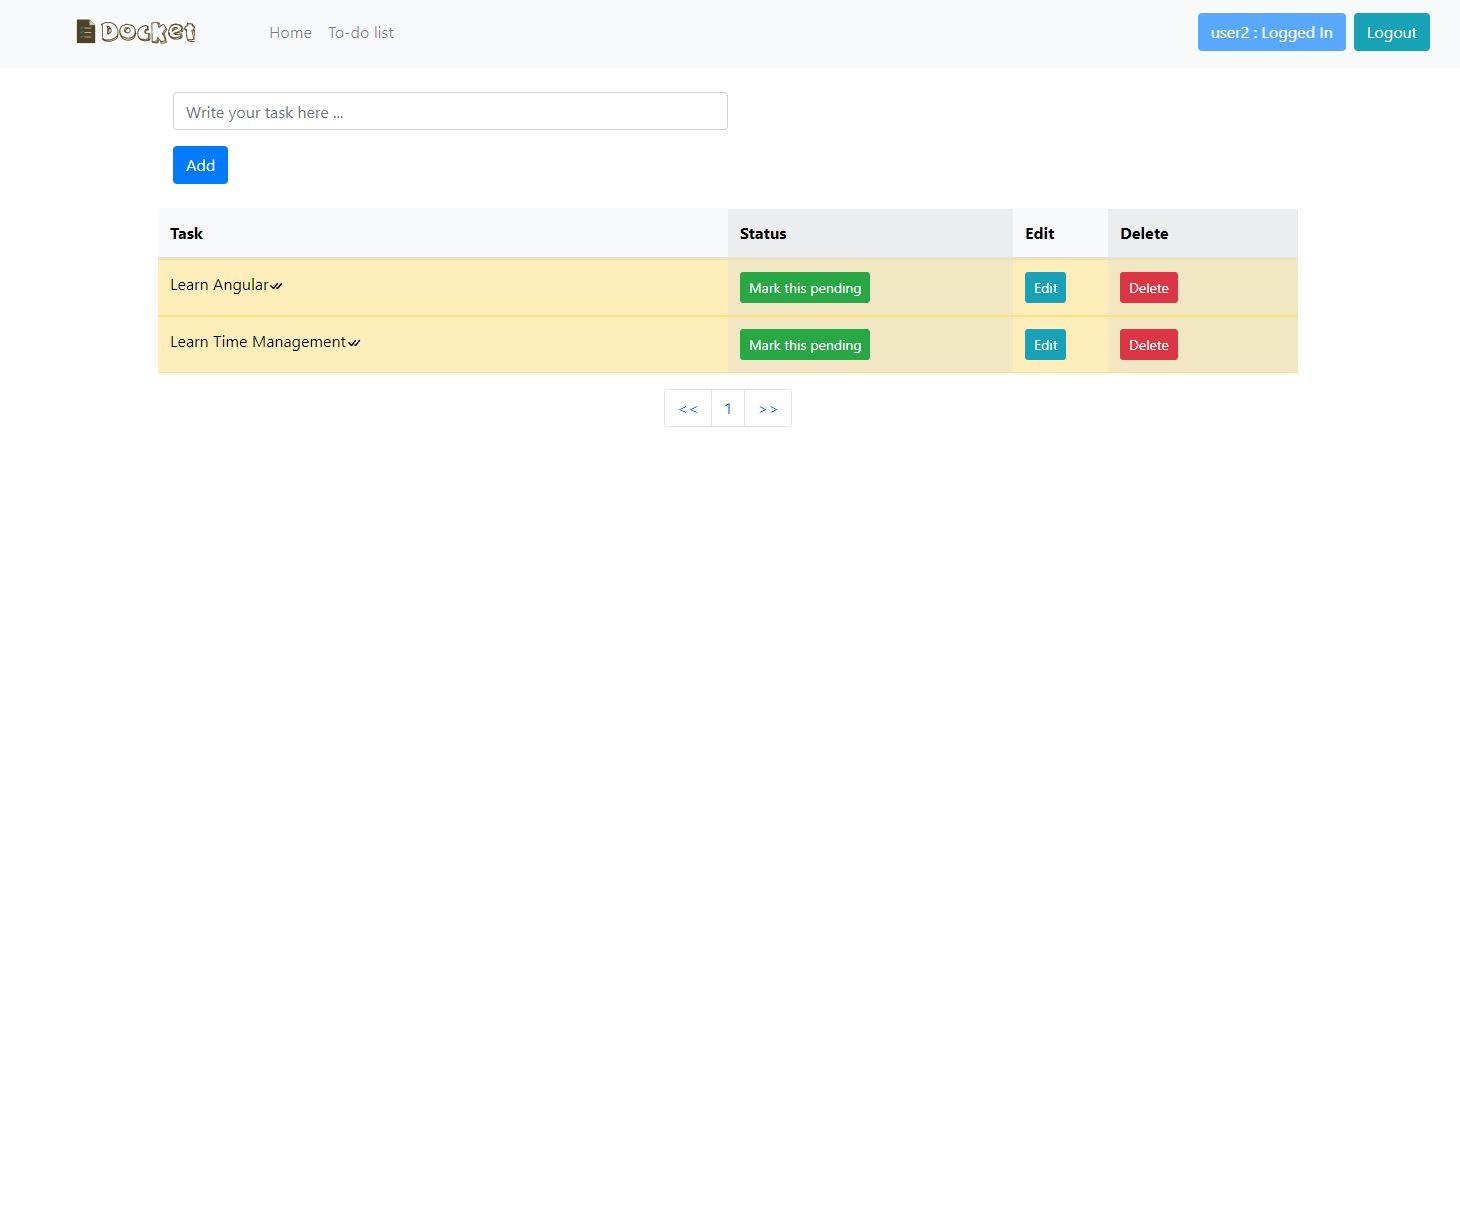 Docket Home To-do list user2 : Logged In Logout
Write your task here ...
Add
Task Status Edit Delete
Learn Angular Mark this pending Edit Delete
Learn Time Management Mark this pending Edit Delete
<< 1 >>